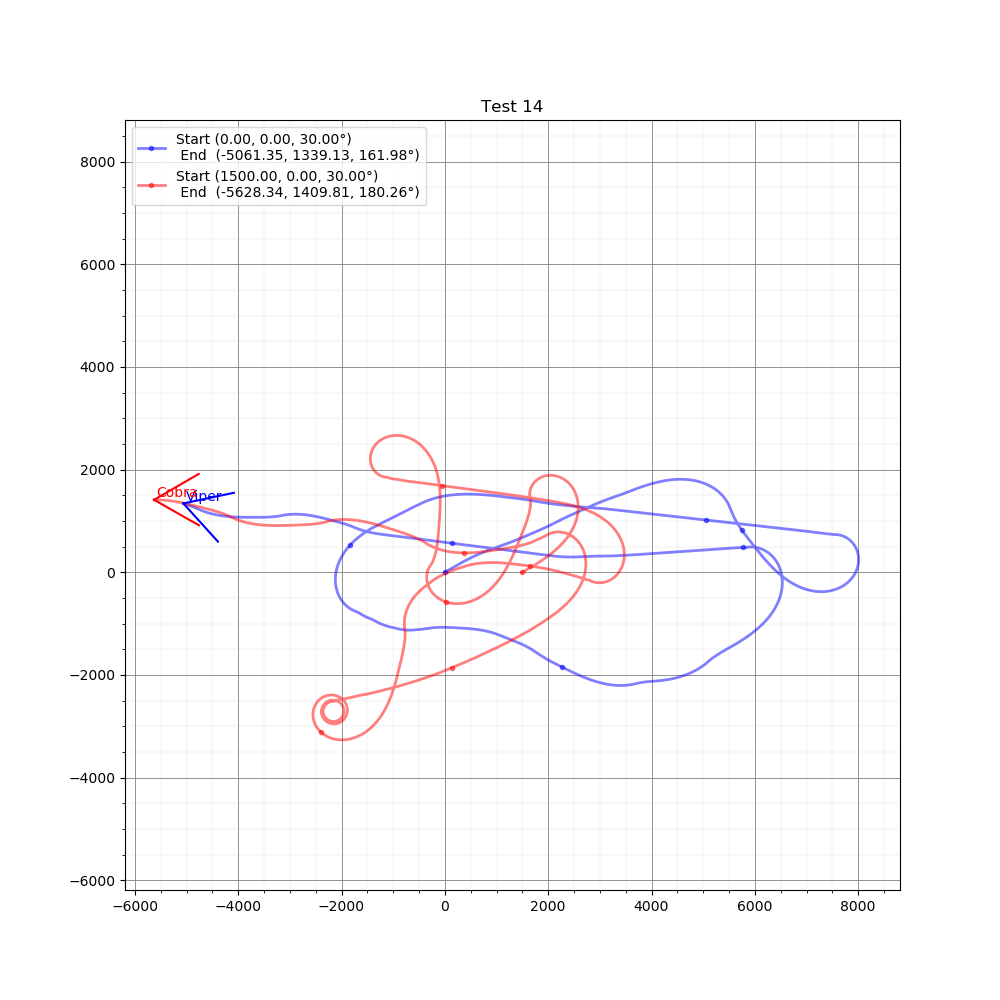 Test 14
Start (0.00, 0.00, 30.00°)
End (-5061.35, 1339.13, 161.98°)
Start (1500.00, 0.00, 30.00°)
End (-5628.34, 1409.81, 180.26°)
8000
6000
4000
2000
0
−2000
−4000
−6000
Cobra
Viper
−6000 −4000 −2000 0 2000 4000 6000 8000